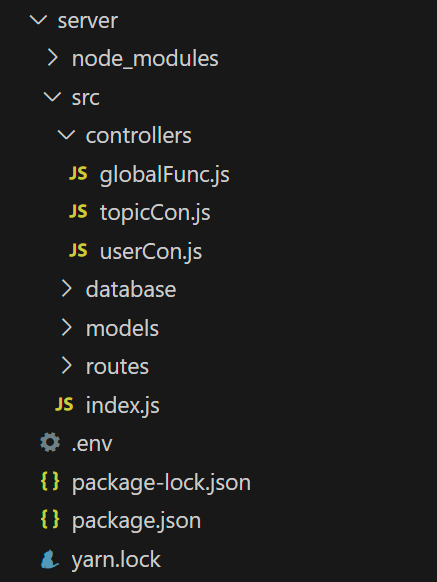 server
node_modules
src
controllers
JS globalFunc.js
JS topicCon.js
JS userCon.js
database
models
routes
JS index.js
.env
{} package-lock.json
{} package.json
yarn.lock